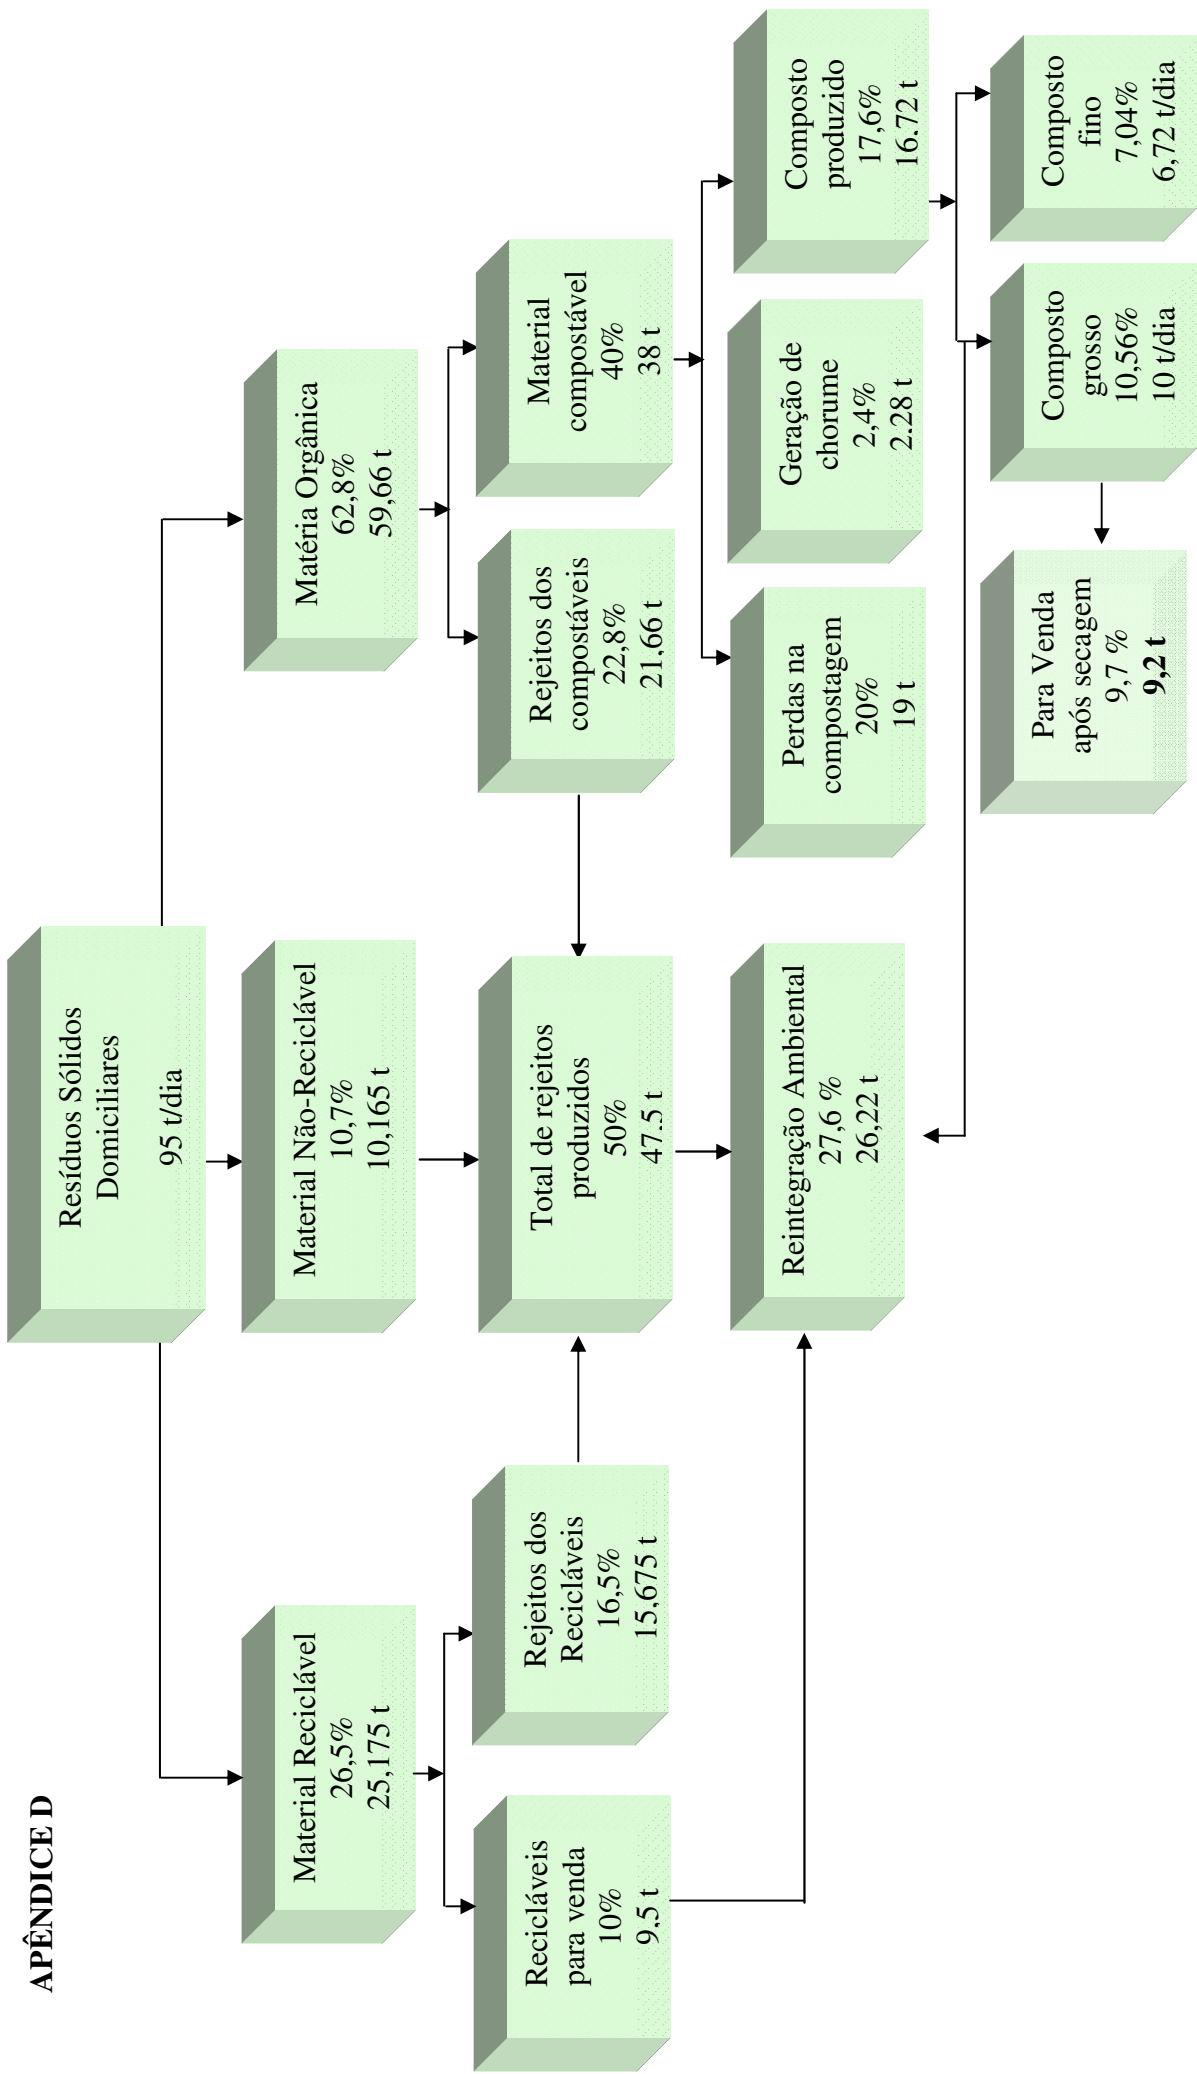 APÊNDICE D
Resíduos Sólidos
Domiciliares
95 t/dia
Material Reciclável
26,5%
25,175 t
Material Não-Reciclável
10,7%
10,165 t
Matéria Orgânica
62,8%
59,66 t
Recicláveis
para venda
10%
9.5 t
Rejeitos dos
Recicláveis
16,5%
15,675 t
Total de rejeitos
produzidos
50%
47.5 t
Rejeitos dos
compostáveis
22,8%
21,66 t
Material
compostável
40%
38 t
Reintegração Ambiental
27,6 %
26,22 t
Perdas na
compostagem
20%
19 t
Geração de
chorume
2,4%
2.28 t
Composto
produzido
17,6%
16.72 t
Para Venda
após secagem
9,7 %
9,2 t
Composto
grosso
10,56%
10 t/dia
Composto
fino
7,04%
6,72 t/dia